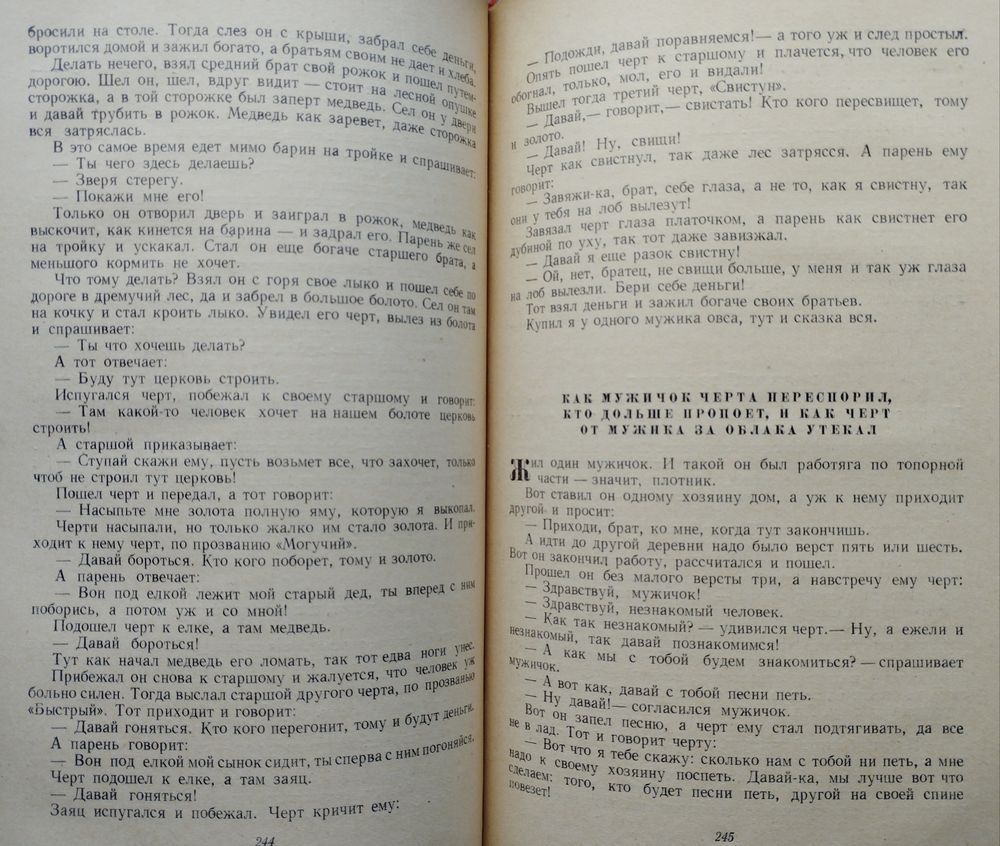 бросили на столе. Тогда слез он с крыши, забрал себе деньги,
воротился домой и зажил богато, а братьям своим не дает и хлеба.
Делать нечего, взял средний брат свой рожок и пошел путем-
дорогою. Шел он, шел, вдруг видит — стоит на лесной опушке
сторожка, а в той сторожке был заперт медведь. Сел он у двери
и давай трубить в рожок. Медведь как заревет, даже сторожка
вся затряслась.
В это самое время едет мимо барин на тройке и спрашивает:
— Ты чего здесь делаешь?
— Зверя стерегу.
— Покажи мне его!
Только он отворил дверь и заиграл в рожок, медведь как
выскочит, как кинется на барина — и задрал его. Парень же сел
на тройку и ускакал. Стал он еще богаче старшего брата, а
меньшого кормить не хочет.
Что тому делать? Взял он с горя свое лыко и пошел себе по
дороге в дремучий лес, да и забрел в большое болото. Сел он там
на кочку и стал кроить лыко. Увидел его черт, вылез из болота
и спрашивает:
— Ты что хочешь делать?
А тот отвечает:
— Буду тут церковь строить.
Испугался черт, побежал к своему старшому и говорит:
— Там какой-то человек хочет на нашем болоте церковь
строить!
А старшой приказывает:
— Ступай скажи ему, пусть возьмет все, что захочет, только
чтоб не строил тут церковь!
Пошел черт и передал, а тот говорит:
— Насыпьте мне золота полную яму, которую я выкопал.
Черти насыпали, но только жалко им стало золота. И при-
ходит к нему черт, по прозванию «Могучий».
— Давай бороться. Кто кого поборет, тому и золото.
А парень отвечает:
— Вон под елкой лежит мой старый дед, ты вперед с ним
поборись, а потом уж и со мной!
Подошел черт к елке, а там медведь.
— Давай бороться!
Тут как начал медведь его ломать, так тот едва ноги унес.
Прибежал он снова к старшому и жалуется, что человек уж
больно силен. Тогда выслал старшой другого черта, по прозванью
«Быстрый». Тот приходит и говорит:
— Давай гоняться. Кто кого перегонит, тому и будут деньги.
А парень говорит:
— Вон под елкой мой сынок сидит, ты сперва с ним погоняйся.
Черт подошел к елке, а там заяц.
— Давай гоняться!
Заяц испугался и побежал. Черт кричит ему:
244
— Подожди, давай поравняемся!— а того уж и след простыл.
Опять пошел черт к старшому и плачется, что человек его
обогнал, только, мол, его и видали!
Вышел тогда третий черт, «Свистун».
— Давай,— говорит,— свистать! Кто кого пересвищет, тому
и золото.
— Давай! Ну, свищи!
Черт как свистнул, так даже лес затрясся. А парень ему
говорит:
— Завяжи-ка, брат, себе глаза, а не то, как я свистну, так
они у тебя на лоб вылезут!
Завязал черт глаза платочком, а парень как свистнет его
дубиной по уху, так тот даже завизжал.
— Давай я еще разок свистну!
— Ой, нет, братец, не свищи больше, у меня и так уж глаза
на лоб вылезли. Бери себе деньги!
Тот взял деньги и зажил богаче своих братьев.
Купил я у одного мужика овса, тут и сказка вся.
КАК МУЖИЧОК ЧЕРТА ПЕРЕСПОРИЛ,
КТО ДОЛЬШЕ ПРОПОЕТ, И КАК ЧЕРТ
ОТ МУЖИКА ЗА ОБЛАКА УТЕКАЛ
Жил один мужичок. И такой он был работяга по топорной
части — значит, плотник.
Вот ставил он одному хозяину дом, а уж к нему приходит
другой и просит:
— Приходи, брат, ко мне, когда тут закончишь.
А идти до другой деревни надо было верст пять или шесть.
Вот он закончил работу, рассчитался и пошел.
Прошел он без малого версты три, а навстречу ему черт:
— Здравствуй, мужичок!
— Здравствуй, незнакомый человек.
— Как так незнакомый? — удивился черт.— Ну, а ежели и
незнакомый, так давай познакомимся!
— А как мы с тобой будем знакомиться? — спрашивает
мужичок.
— А вот как, давай с тобой песни петь.
— Ну давай!— согласился мужичок.
Вот он запел песню, а черт ему стал подтягивать, да все
не в лад. Тот и говорит черту:
— Вот что я тебе скажу: сколько нам с тобой ни петь, а мне
надо к своему хозяину поспеть. Давай-ка, мы лучше вот что
сделаем: того, кто будет песни петь, другой на своей спине
повезет!
245